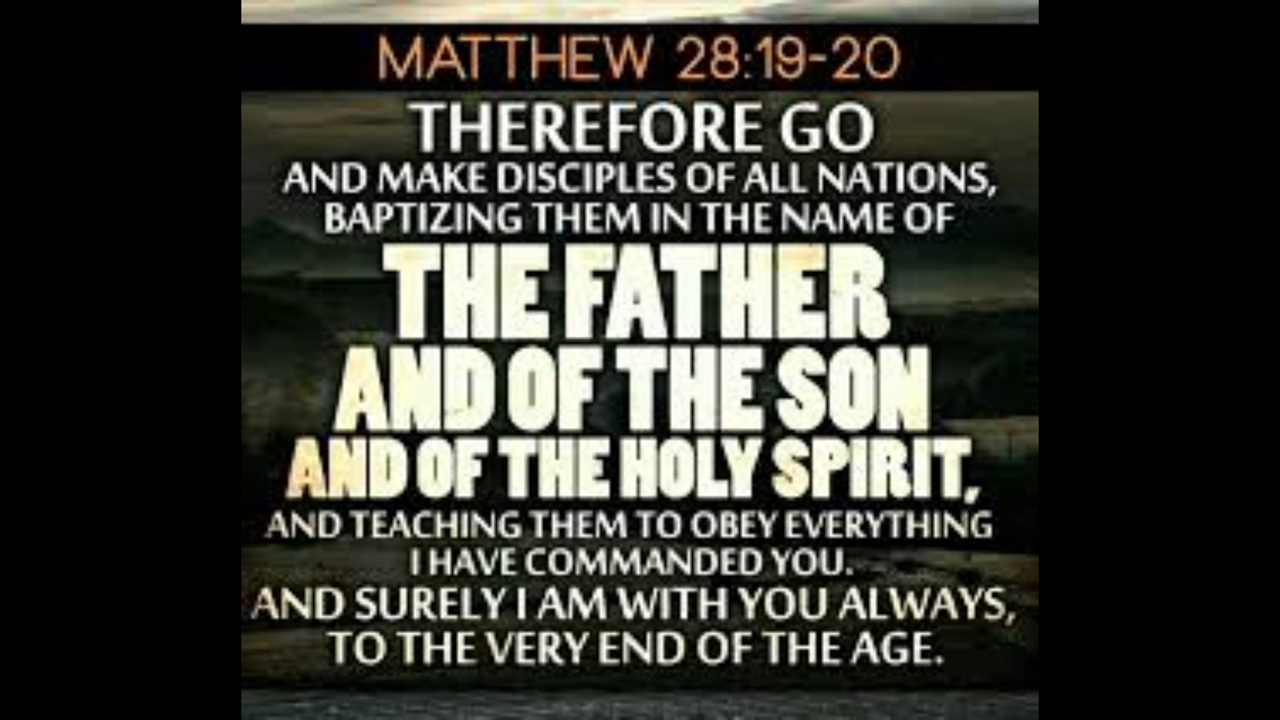 MATTHEW 28:19-20
THEREFORE GO
AND MAKE DISCIPLES OF ALL NATIONS,
BAPTIZING THEM IN THE NAME OF
THE FATHER
AND OF THE SON
AND OF THE HOLY SPIRIT,
AND TEACHING THEM TO OBEY EVERYTHING
I HAVE COMMANDED YOU.
AND SURELY I AM WITH YOU ALWAYS,
TO THE VERY END OF THE AGE.